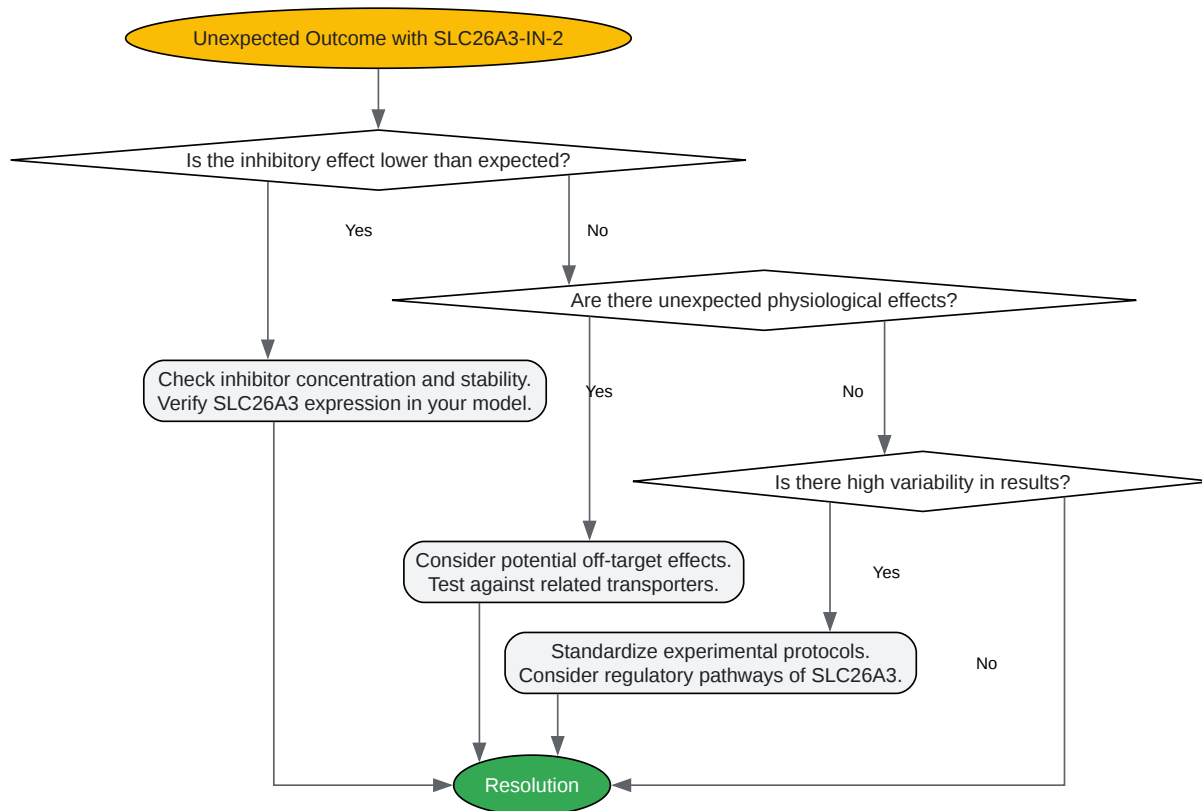 Unexpected Outcome with SLC26A3-IN-2
Is the inhibitory effect lower than expected?
Yes
No
Are there unexpected physiological effects?
Check inhibitor concentration and stability.
Verify SLC26A3 expression in your model.
Yes
No
Is there high variability in results?
Consider potential off-target effects.
Test against related transporters.
Yes
Standardize experimental protocols.
Consider regulatory pathways of SLC26A3.
No
Resolution